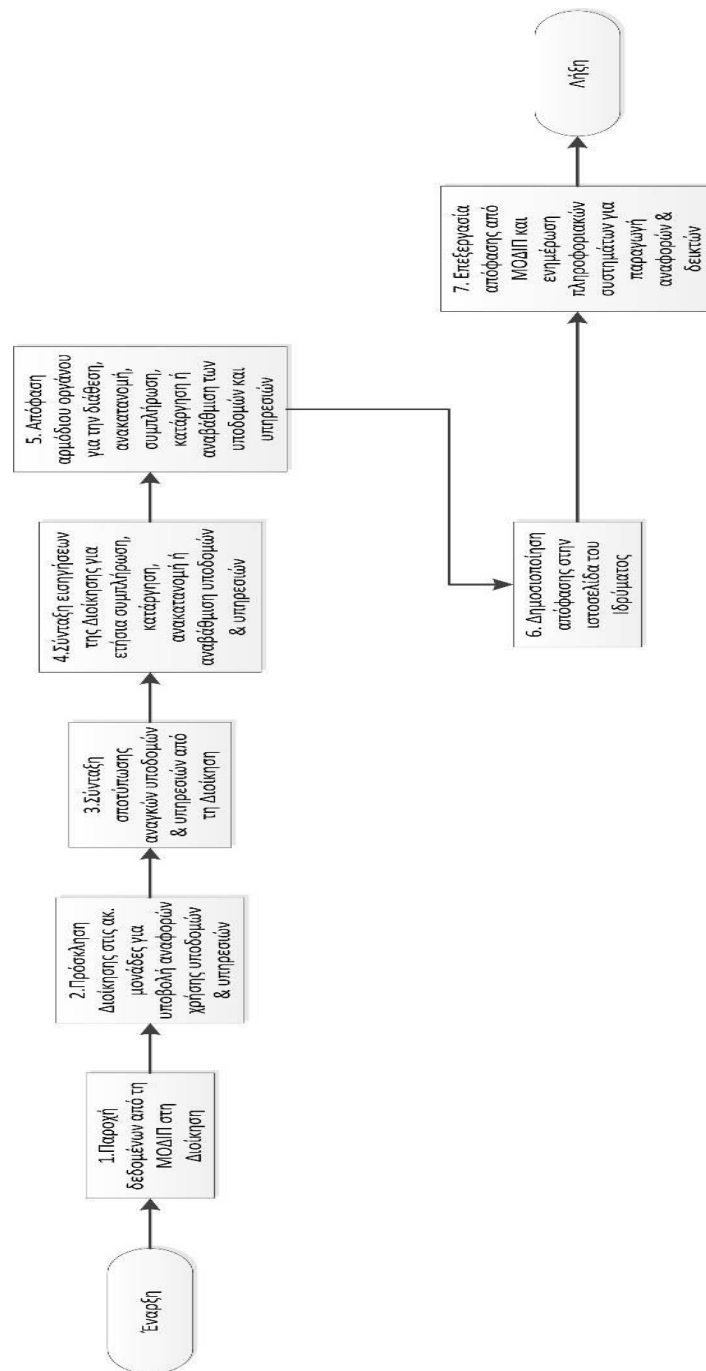 Έναρξη
1.Παροχή
δεδομένων από τη
ΜΟΔΙΠ στη
Διοίκηση
2.Πρόσκληση
Διοίκησης στις ακ.
μονάδες για
υποβολή αναφορών
χρήσης υποδομών
& υπηρεσιών
3.Σύνταξη
αποτύπωσης
αναγκών υποδομών
& υπηρεσιών από
τη Διοίκηση
4.Σύνταξη εισηγήσεων
της Διοίκησης για
ετήσια συμπλήρωση,
κατάργηση,
ανακατανομή ή
αναβάθμιση υποδομών
& υπηρεσιών
5. Απόφαση
αρμόδιου οργάνου
για την διάθεση,
ανακατανομή,
συμπλήρωση,
κατάργηση ή
αναβάθμιση των
υποδομών και
υπηρεσιών
6. Δημοσιοποίηση
απόφασης στην
ιστοσελίδα του
Ιδρύματος
7. Επεξεργασία
απόφασης από
ΜΟΔΙΠ και
ενημέρωση
πληροφοριακών
συστημάτων για
παραγωγή
αναφορών &
δεικτών
Λήξη